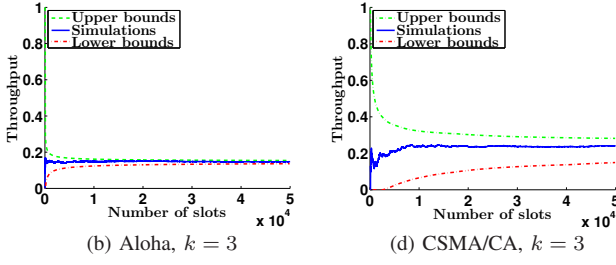 1
0.8
0.6
0.4
0.2
0
Throughput
Upper bounds
Simulations
Lower bounds
0 1 2 3 4 5
Number of slots
x 10^4
(b) Aloha, k = 3
1
0.8
0.6
0.4
0.2
0
Throughput
Upper bounds
Simulations
Lower bounds
0 1 2 3 4 5
Number of slots
x 10^4
(d) CSMA/CA, k = 3